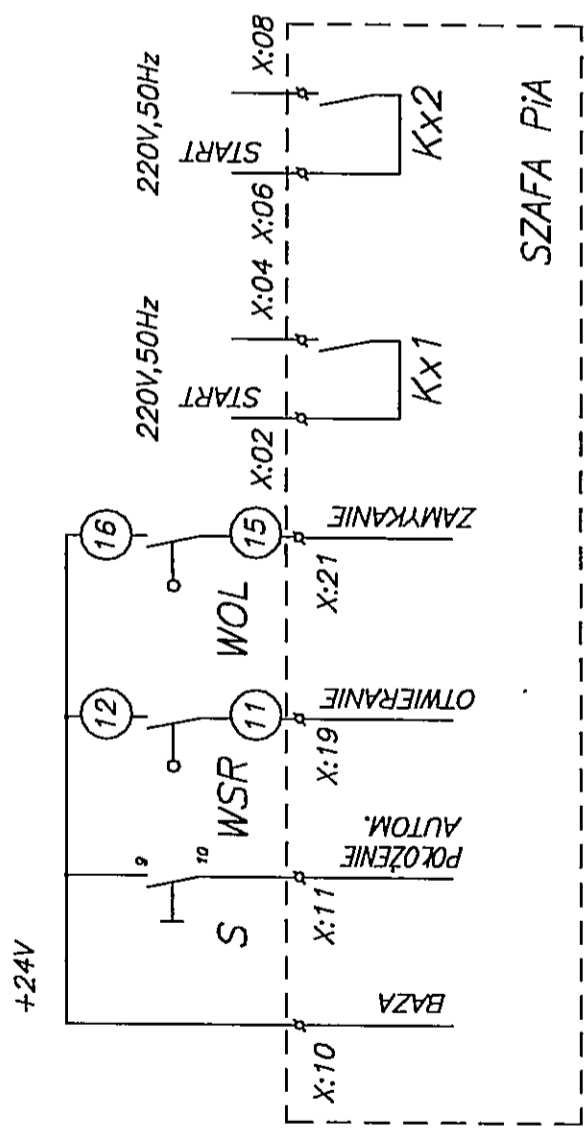 +24V
220V,50Hz
220V,50Hz
16
12
9
10
S
WSR
11
WOL
15
START
START
X:10
X:11
X:19
X:21
X:02
X:04
X:06
X:08
BAZA
POŁOŻENIE
AUTOM.
OTWIERANIE
ZAMYKANIE
Kx1
Kx2
SZAFA PiA